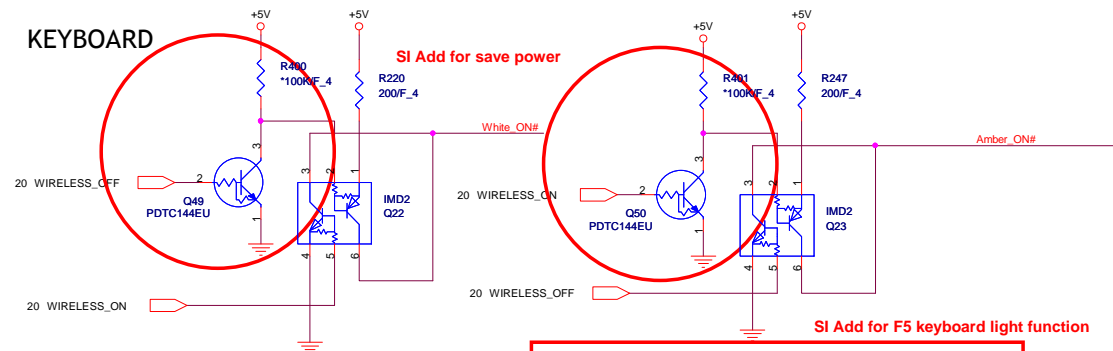 KEYBOARD
+5V
+5V
+5V
+5V
SI Add for save power
R400
*100K/F_4
R220
200/F_4
R401
*100K/F_4
R247
200/F_4
White_ON#
Amber_ON#
3
3
2
1
3
3
2
1
20 WIRELESS_OFF
2
20 WIRELESS_ON
2
Q49
PDTC144EU
IMD2
Q22
Q50
PDTC144EU
IMD2
Q23
1
4
5
6
1
4
5
6
20 WIRELESS_ON
20 WIRELESS_OFF
SI Add for F5 keyboard light function